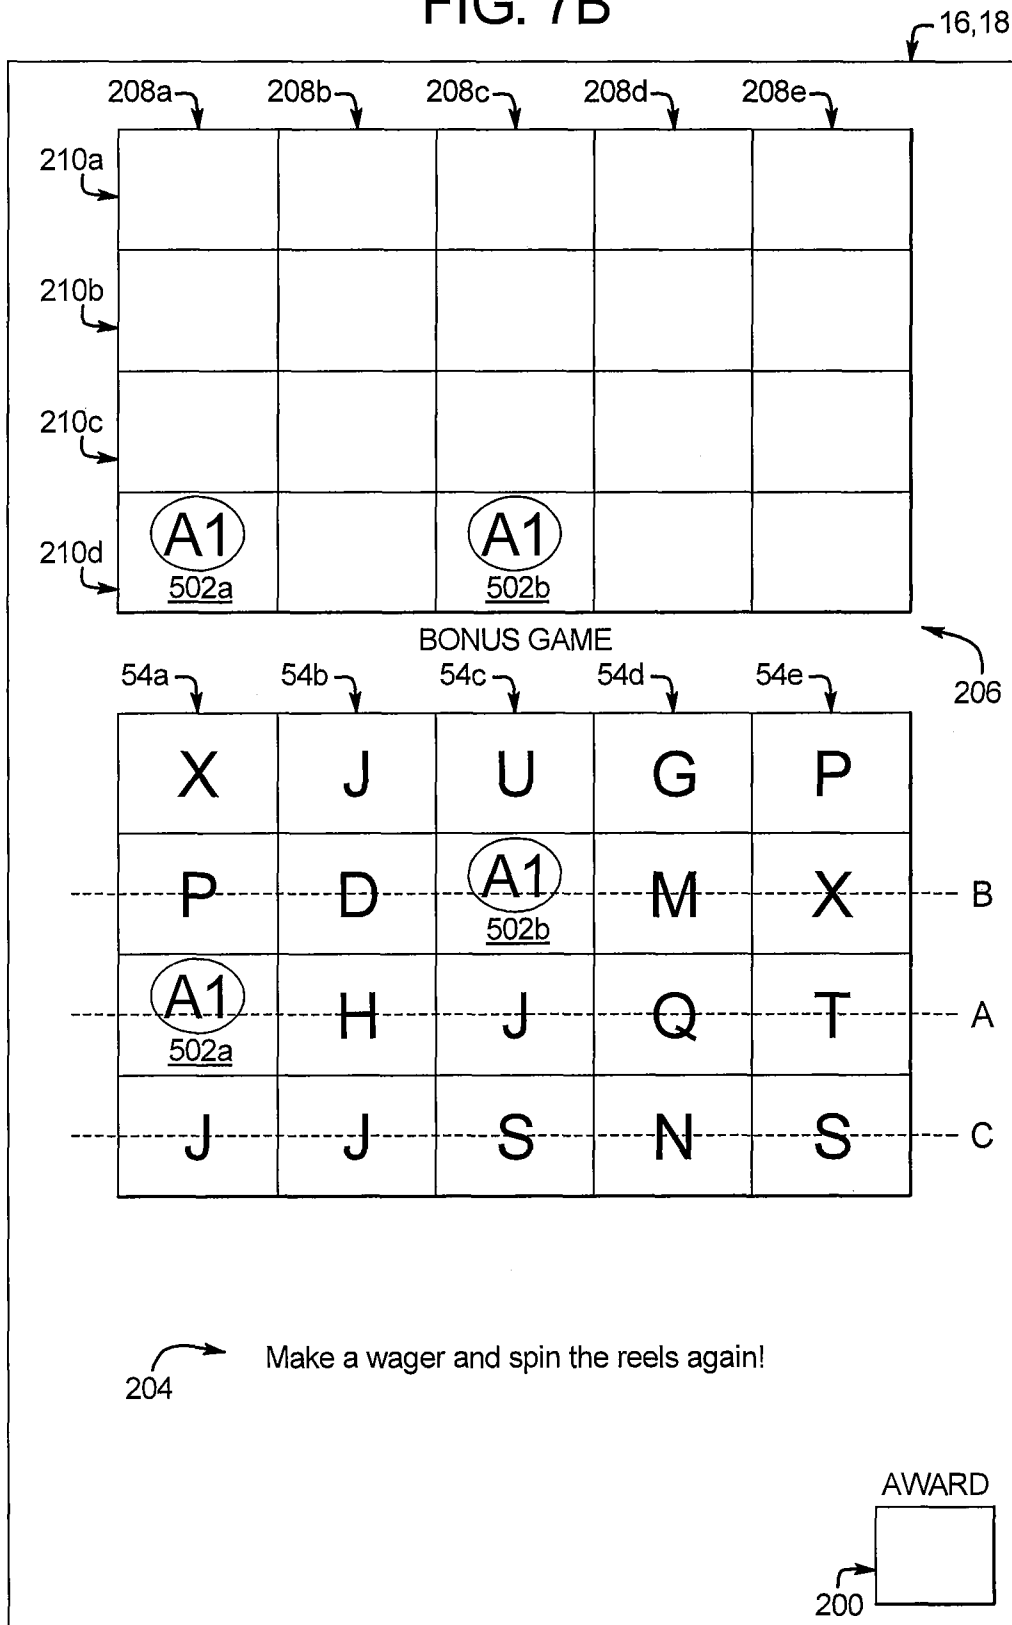 FIG. 7B
16,18
208a 208b 208c 208d 208e
210a
210b
210c
A1 A1
210d
502a 502b
BONUS GAME
54a 54b 54c 54d 54e
206
X J U G P
P D A1 M X B
502b
A1 H J Q T A
502a
J J S N S C
Make a wager and spin the reels again!
204
AWARD
200